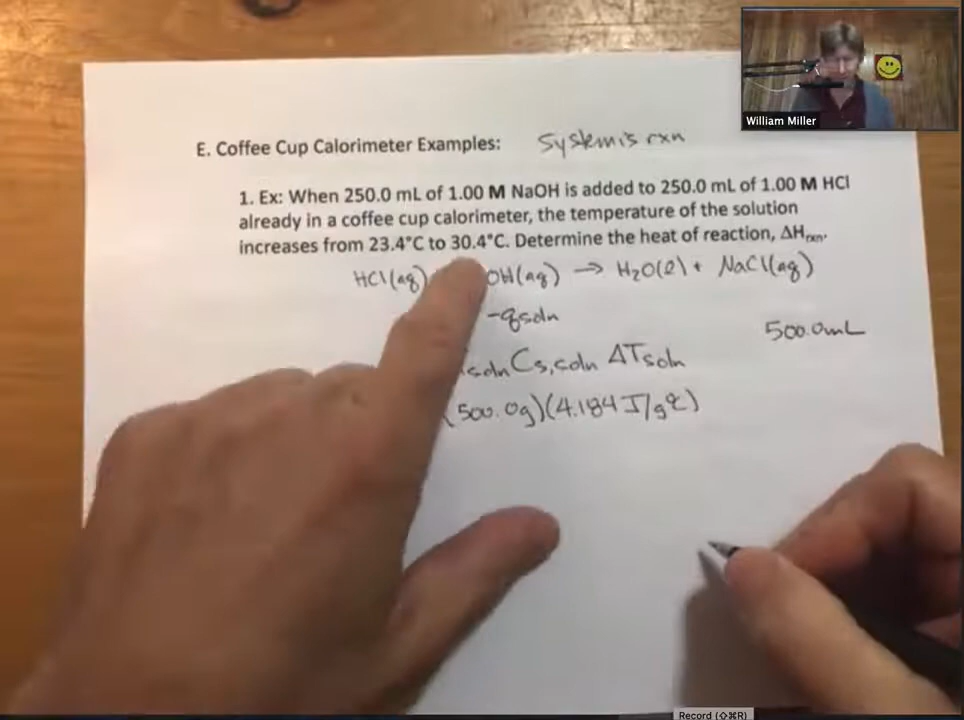 William Miller
E. Coffee Cup Calorimeter Examples: System is rxn
1. Ex: When 250.0 mL of 1.00 M NaOH is added to 250.0 mL of 1.00 M HCl
already in a coffee cup calorimeter, the temperature of the solution
increases from 23.4°C to 30.4°C. Determine the heat of reaction, ΔHrxn.
HCl(aq) OH(aq) → H₂O(l) + NaCl(aq)
-qsoln
500.0mL
soln Cs,soln ΔTsoln
(500.0g)(4.184 J/g°C)
Record (⇧⌘R)